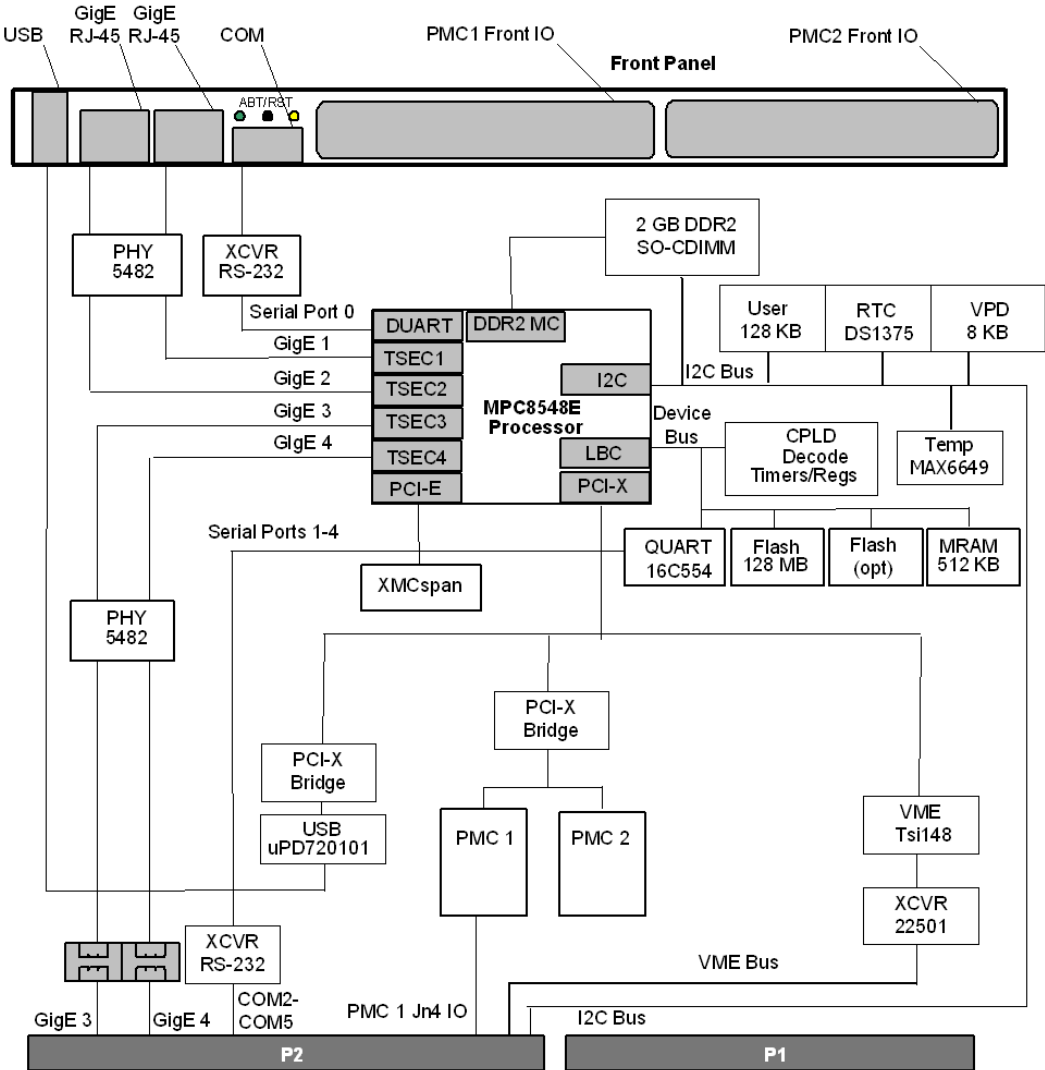 GigE
RJ-45
GigE
RJ-45
USB
COM
PMC1 Front IO
PMC2 Front IO
Front Panel
ABT/RST
PHY
5482
XCVR
RS-232
2 GB DDR2
SO-CDIMM
User
128 KB
RTC
DS1375
VPD
8 KB
Serial Port 0
GigE 1
GigE 2
GigE 3
GIgE 4
DUART
DDR2 MC
TSEC1
TSEC2
TSEC3
TSEC4
PCI-E
I2C
MPC8548E
Processor
LBC
PCI-X
I2C Bus
Device
Bus
CPLD
Decode
Timers/Regs
Temp
MAX6649
Serial Ports 1-4
QUART
16C554
Flash
128 MB
Flash
(opt)
MRAM
512 KB
XMCspan
PHY
5482
PCI-X
Bridge
PCI-X
Bridge
USB
uPD720101
PMC 1
PMC 2
VME
Tsi148
XCVR
22501
XCVR
RS-232
VME Bus
GigE 3
GigE 4
COM2-
COM5
PMC 1 Jn4 IO
I2C Bus
P2
P1